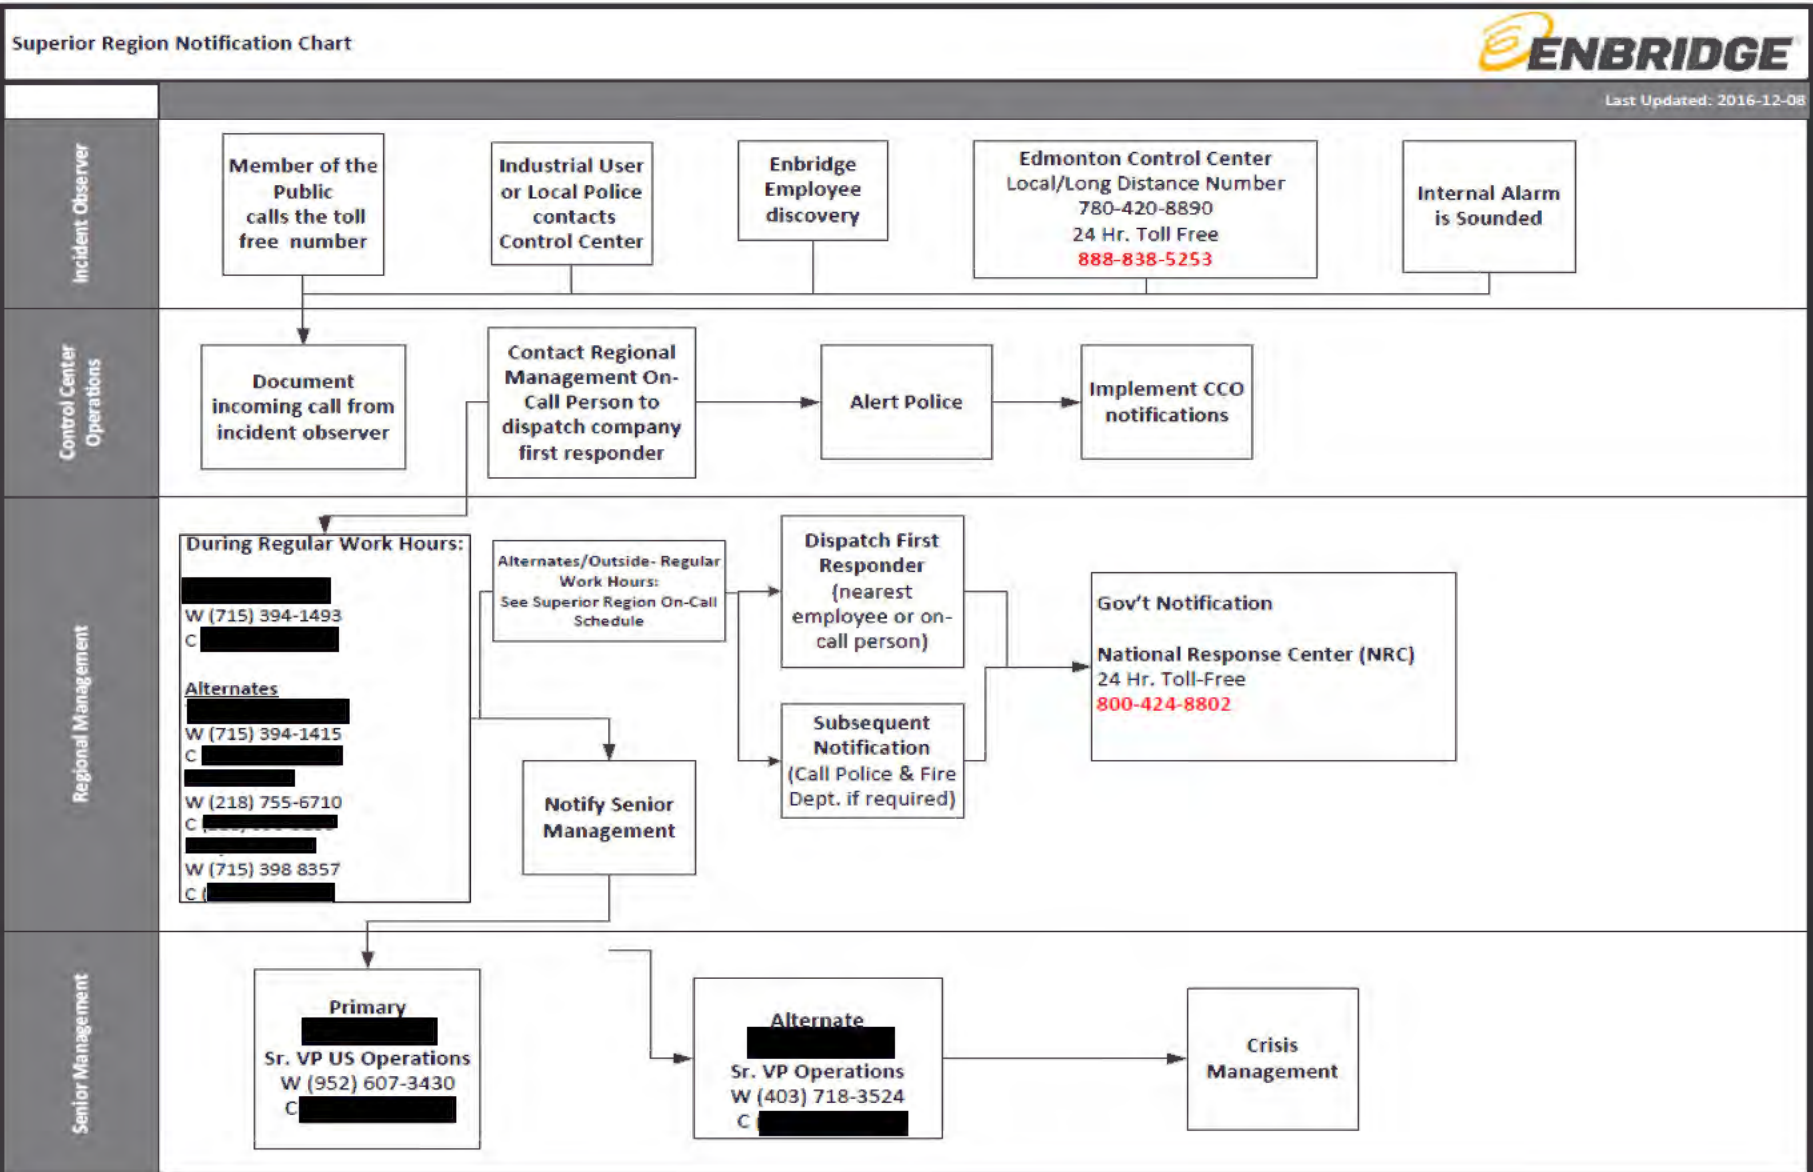 Superior Region Notification Chart
ENBRIDGE
Last Updated: 2016-12-08
Incident Observer
Member of the
Public
calls the toll
free number
Industrial User
or Local Police
contacts
Control Center
Enbridge
Employee
discovery
Edmonton Control Center
Local/Long Distance Number
780-420-8890
24 Hr. Toll Free
888-838-5253
Internal Alarm
is Sounded
Control Center
Operations
Document
incoming call from
incident observer
Contact Regional
Management On-
Call Person to
dispatch company
first responder
Alert Police
Implement CCO
notifications
Regional Management
During Regular Work Hours:
W (715) 394-1493
C
Alternates
W (715) 394-1415
C
W (218) 755-6710
C
W (715) 398 8357
C (
Alternates/Outside- Regular
Work Hours:
See Superior Region On-Call
Schedule
Dispatch First
Responder
(nearest
employee or on-
call person)
Subsequent
Notification
(Call Police & Fire
Dept. if required)
Gov't Notification
National Response Center (NRC)
24 Hr. Toll-Free
800-424-8802
Notify Senior
Management
Senior Management
Primary
Sr. VP US Operations
W (952) 607-3430
C
Alternate
Sr. VP Operations
W (403) 718-3524
C (
Crisis
Management